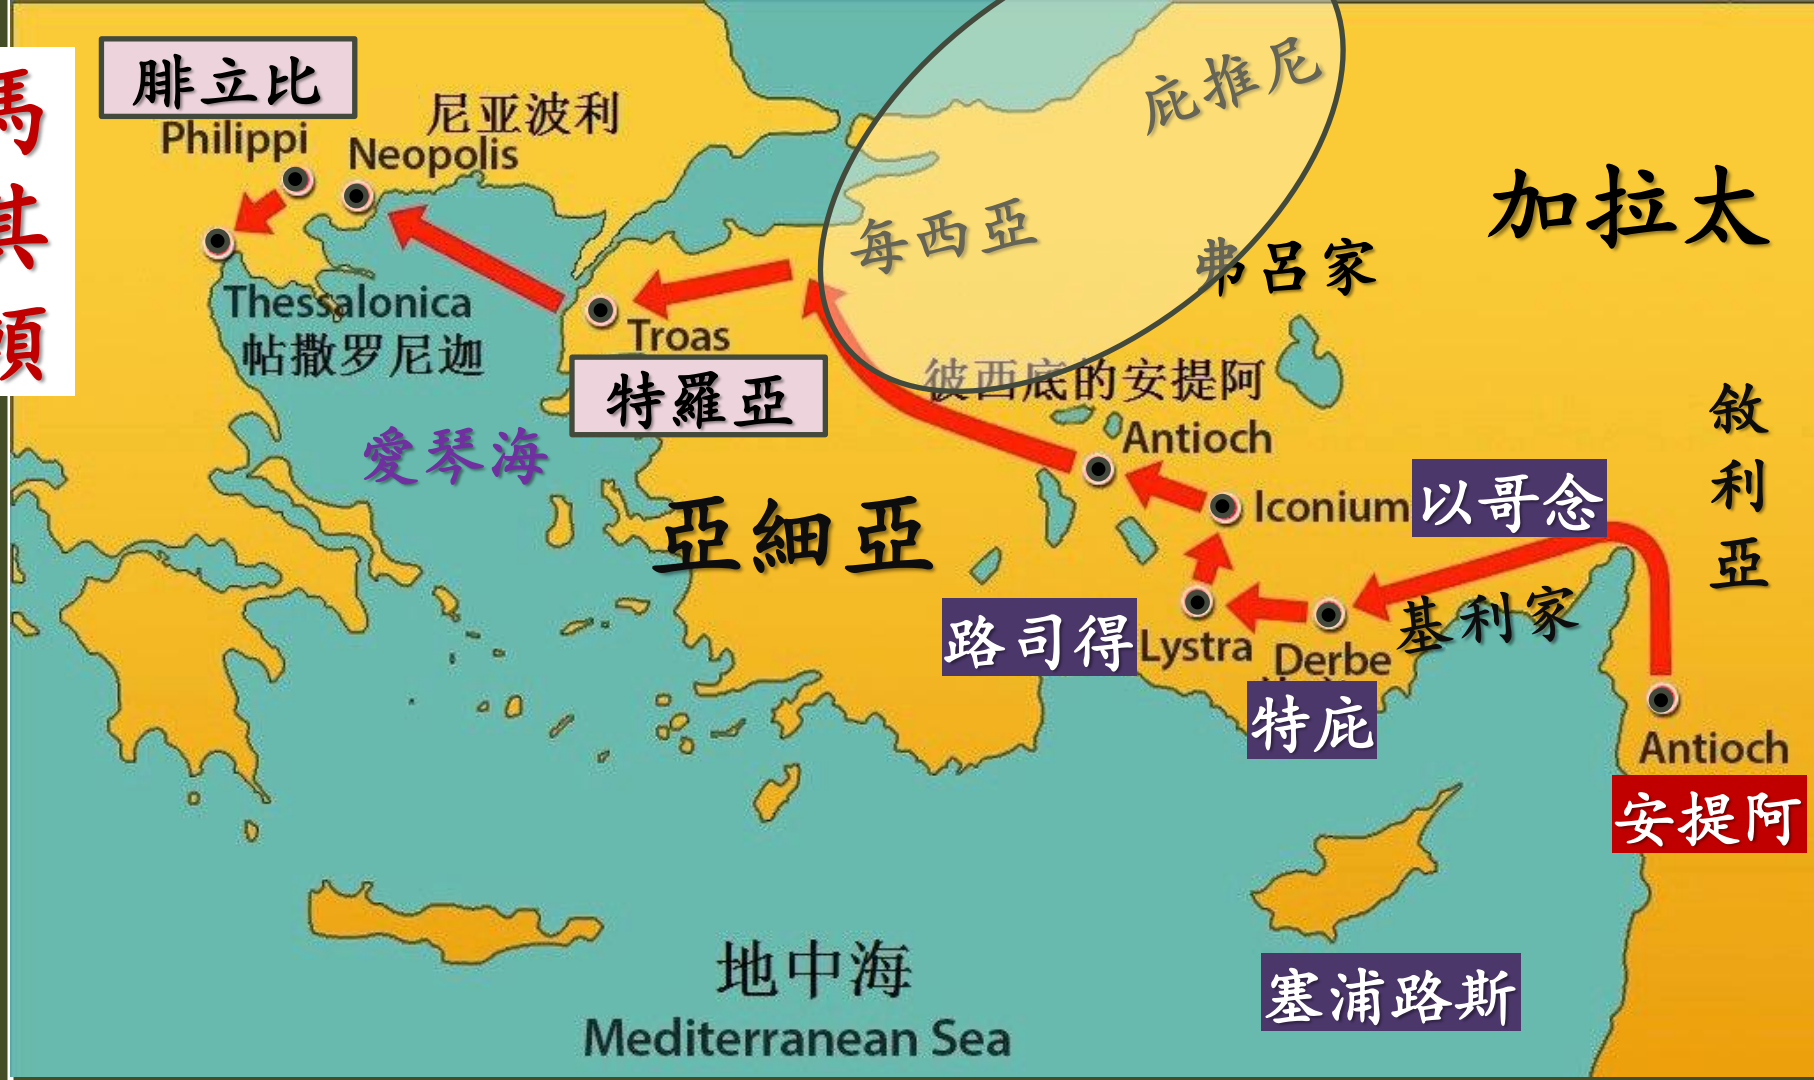 馬
其
頓
腓立比
Philippi
尼亚波利
Neopolis
庇推尼
每西亞
弗呂家
加拉太
Thessalonica
帖撒罗尼迦
Troas
特羅亞
愛琴海
彼西底的安提阿
Antioch
敘
利
亞
亞細亞
Iconium
以哥念
基利家
路司得
Lystra
Derbe
特庇
Antioch
安提阿
塞浦路斯
地中海
Mediterranean Sea